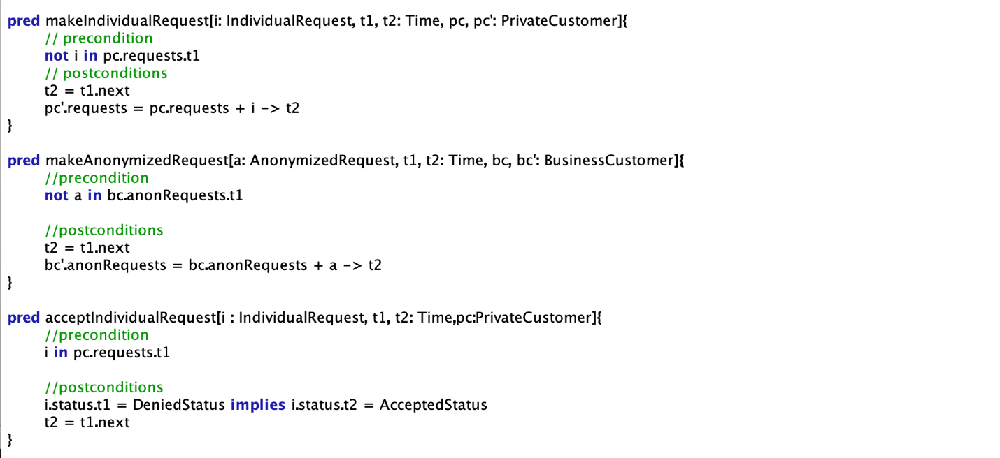 pred makeIndividualRequest[i: IndividualRequest, t1, t2: Time, pc, pc': PrivateCustomer]{
// precondition
not i in pc.requests.t1
// postconditions
t2 = t1.next
pc'.requests = pc.requests + i -> t2
}
pred makeAnonymizedRequest[a: AnonymizedRequest, t1, t2: Time, bc, bc': BusinessCustomer]{
//precondition
not a in bc.anonRequests.t1
//postconditions
t2 = t1.next
bc'.anonRequests = bc.anonRequests + a -> t2
}
pred acceptIndividualRequest[i : IndividualRequest, t1, t2: Time,pc:PrivateCustomer]{
//precondition
i in pc.requests.t1
//postconditions
i.status.t1 = DeniedStatus implies i.status.t2 = AcceptedStatus
t2 = t1.next
}